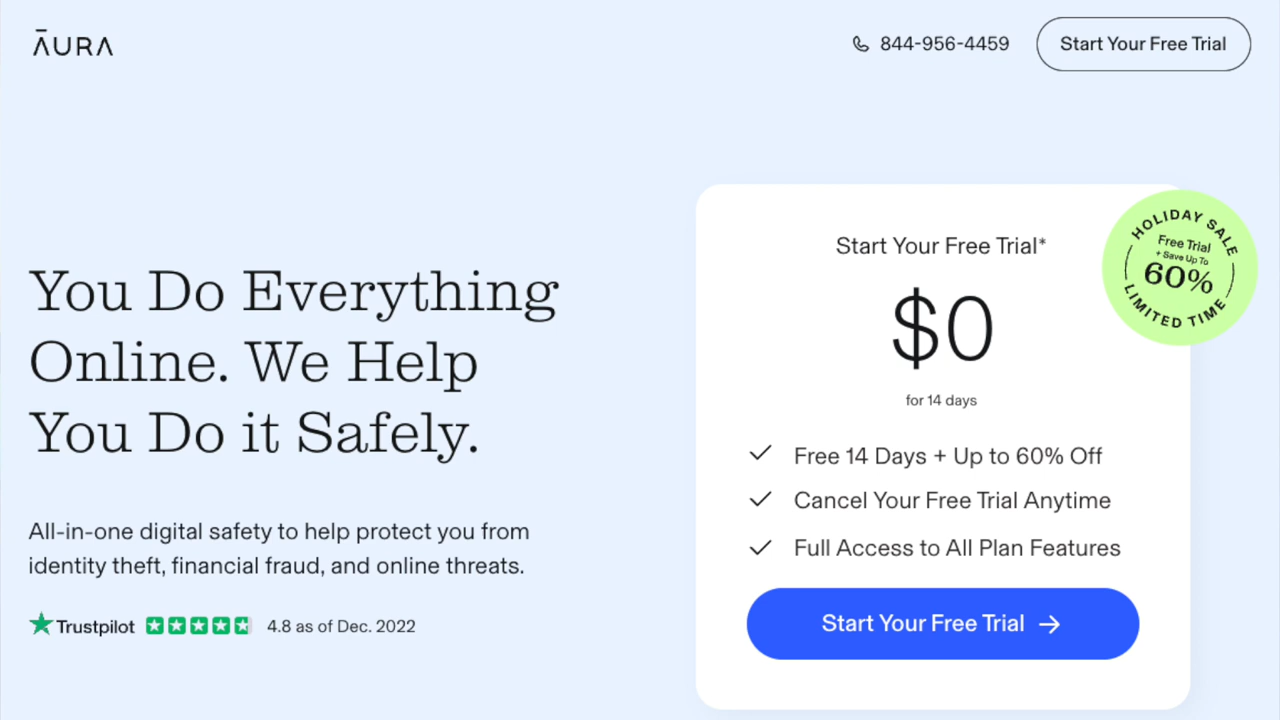 ĀURA
844-956-4459
Start Your Free Trial
You Do Everything
Online. We Help
You Do it Safely.
All-in-one digital safety to help protect you from
identity theft, financial fraud, and online threats.
Trustpilot
4.8 as of Dec. 2022
Start Your Free Trial*
$0
for 14 days
Free 14 Days + Up to 60% Off
Cancel Your Free Trial Anytime
Full Access to All Plan Features
Start Your Free Trial →
HOLIDAY SALE
Free Trial
+ Save Up To
60%
LIMITED TIME